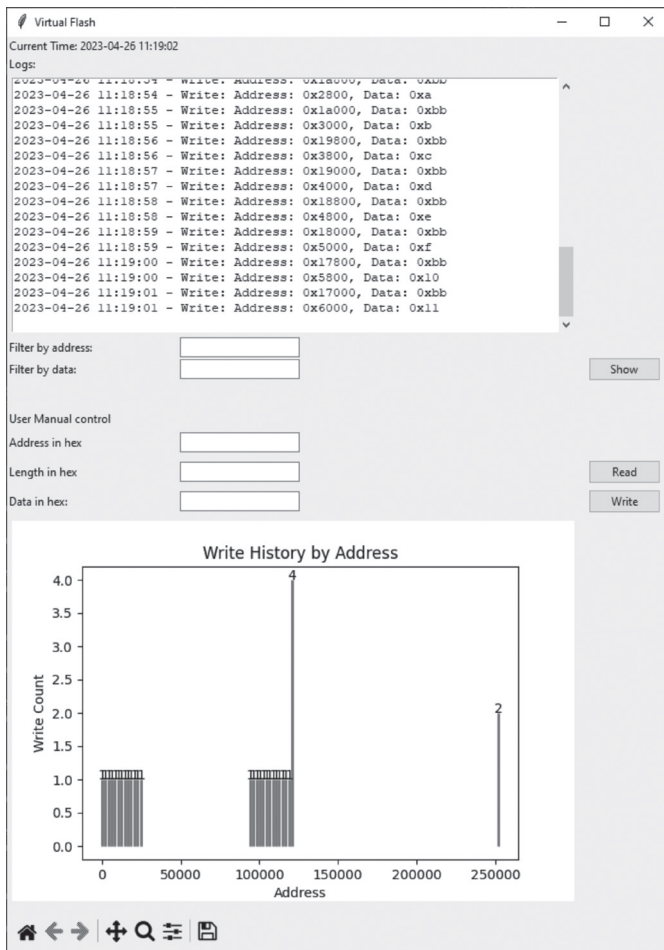 Virtual Flash
Current Time: 2023-04-26 11:19:02
Logs:
2023-04-26 11:18:54 - Write: Address: 0x1a800, Data: 0xbb
2023-04-26 11:18:54 - Write: Address: 0x2800, Data: 0xa
2023-04-26 11:18:55 - Write: Address: 0x1a000, Data: 0xbb
2023-04-26 11:18:55 - Write: Address: 0x3000, Data: 0xb
2023-04-26 11:18:56 - Write: Address: 0x19800, Data: 0xbb
2023-04-26 11:18:56 - Write: Address: 0x3800, Data: 0xc
2023-04-26 11:18:57 - Write: Address: 0x19000, Data: 0xbb
2023-04-26 11:18:57 - Write: Address: 0x4000, Data: 0xd
2023-04-26 11:18:58 - Write: Address: 0x18800, Data: 0xbb
2023-04-26 11:18:58 - Write: Address: 0x4800, Data: 0xe
2023-04-26 11:18:59 - Write: Address: 0x18000, Data: 0xbb
2023-04-26 11:18:59 - Write: Address: 0x5000, Data: 0xf
2023-04-26 11:19:00 - Write: Address: 0x17800, Data: 0xbb
2023-04-26 11:19:00 - Write: Address: 0x5800, Data: 0x10
2023-04-26 11:19:01 - Write: Address: 0x17000, Data: 0xbb
2023-04-26 11:19:01 - Write: Address: 0x6000, Data: 0x11
Filter by address:
Filter by data:
Show
User Manual control
Address in hex
Length in hex
Read
Data in hex:
Write
Write History by Address
4
4.0
3.5
3.0
2.5
2
2.0
1.5
1.0
0.5
0.0
Write Count
0 50000 100000 150000 200000 250000
Address